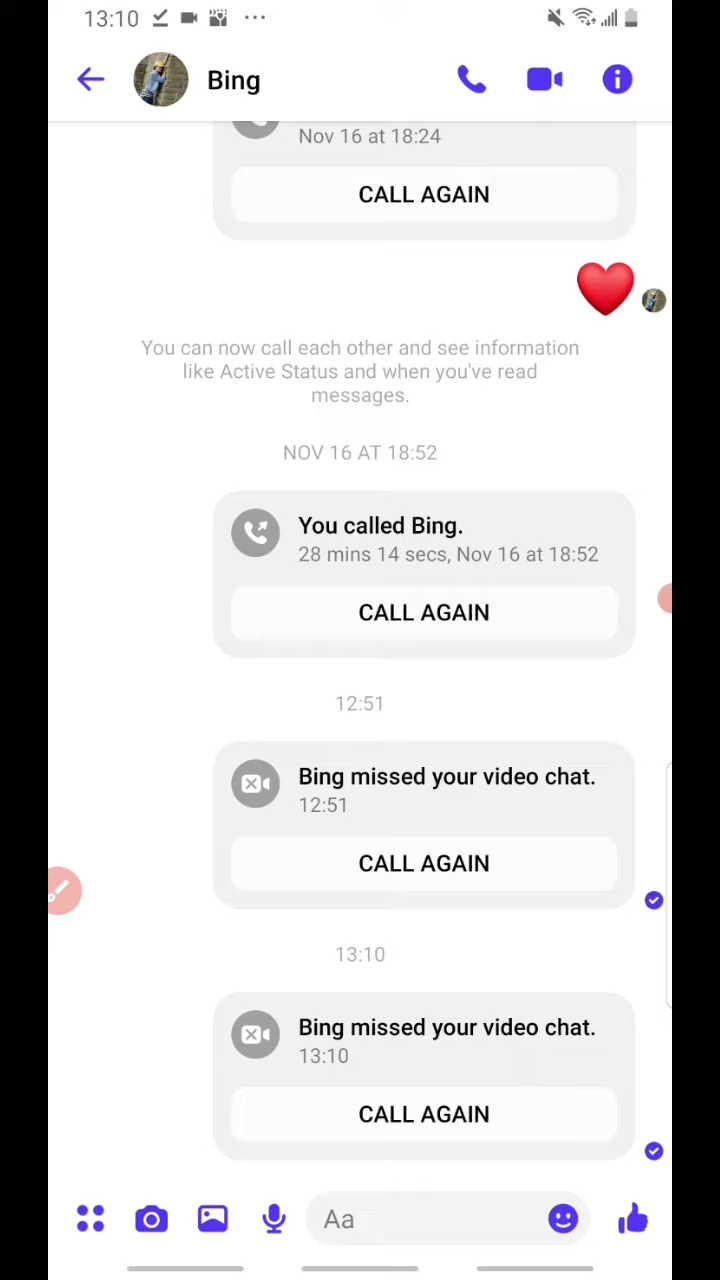 13:10
Bing
Nov 16 at 18:24
CALL AGAIN
You can now call each other and see information
like Active Status and when you've read
messages.
NOV 16 AT 18:52
You called Bing.
28 mins 14 secs, Nov 16 at 18:52
CALL AGAIN
12:51
Bing missed your video chat.
12:51
CALL AGAIN
13:10
Bing missed your video chat.
13:10
CALL AGAIN
Aa